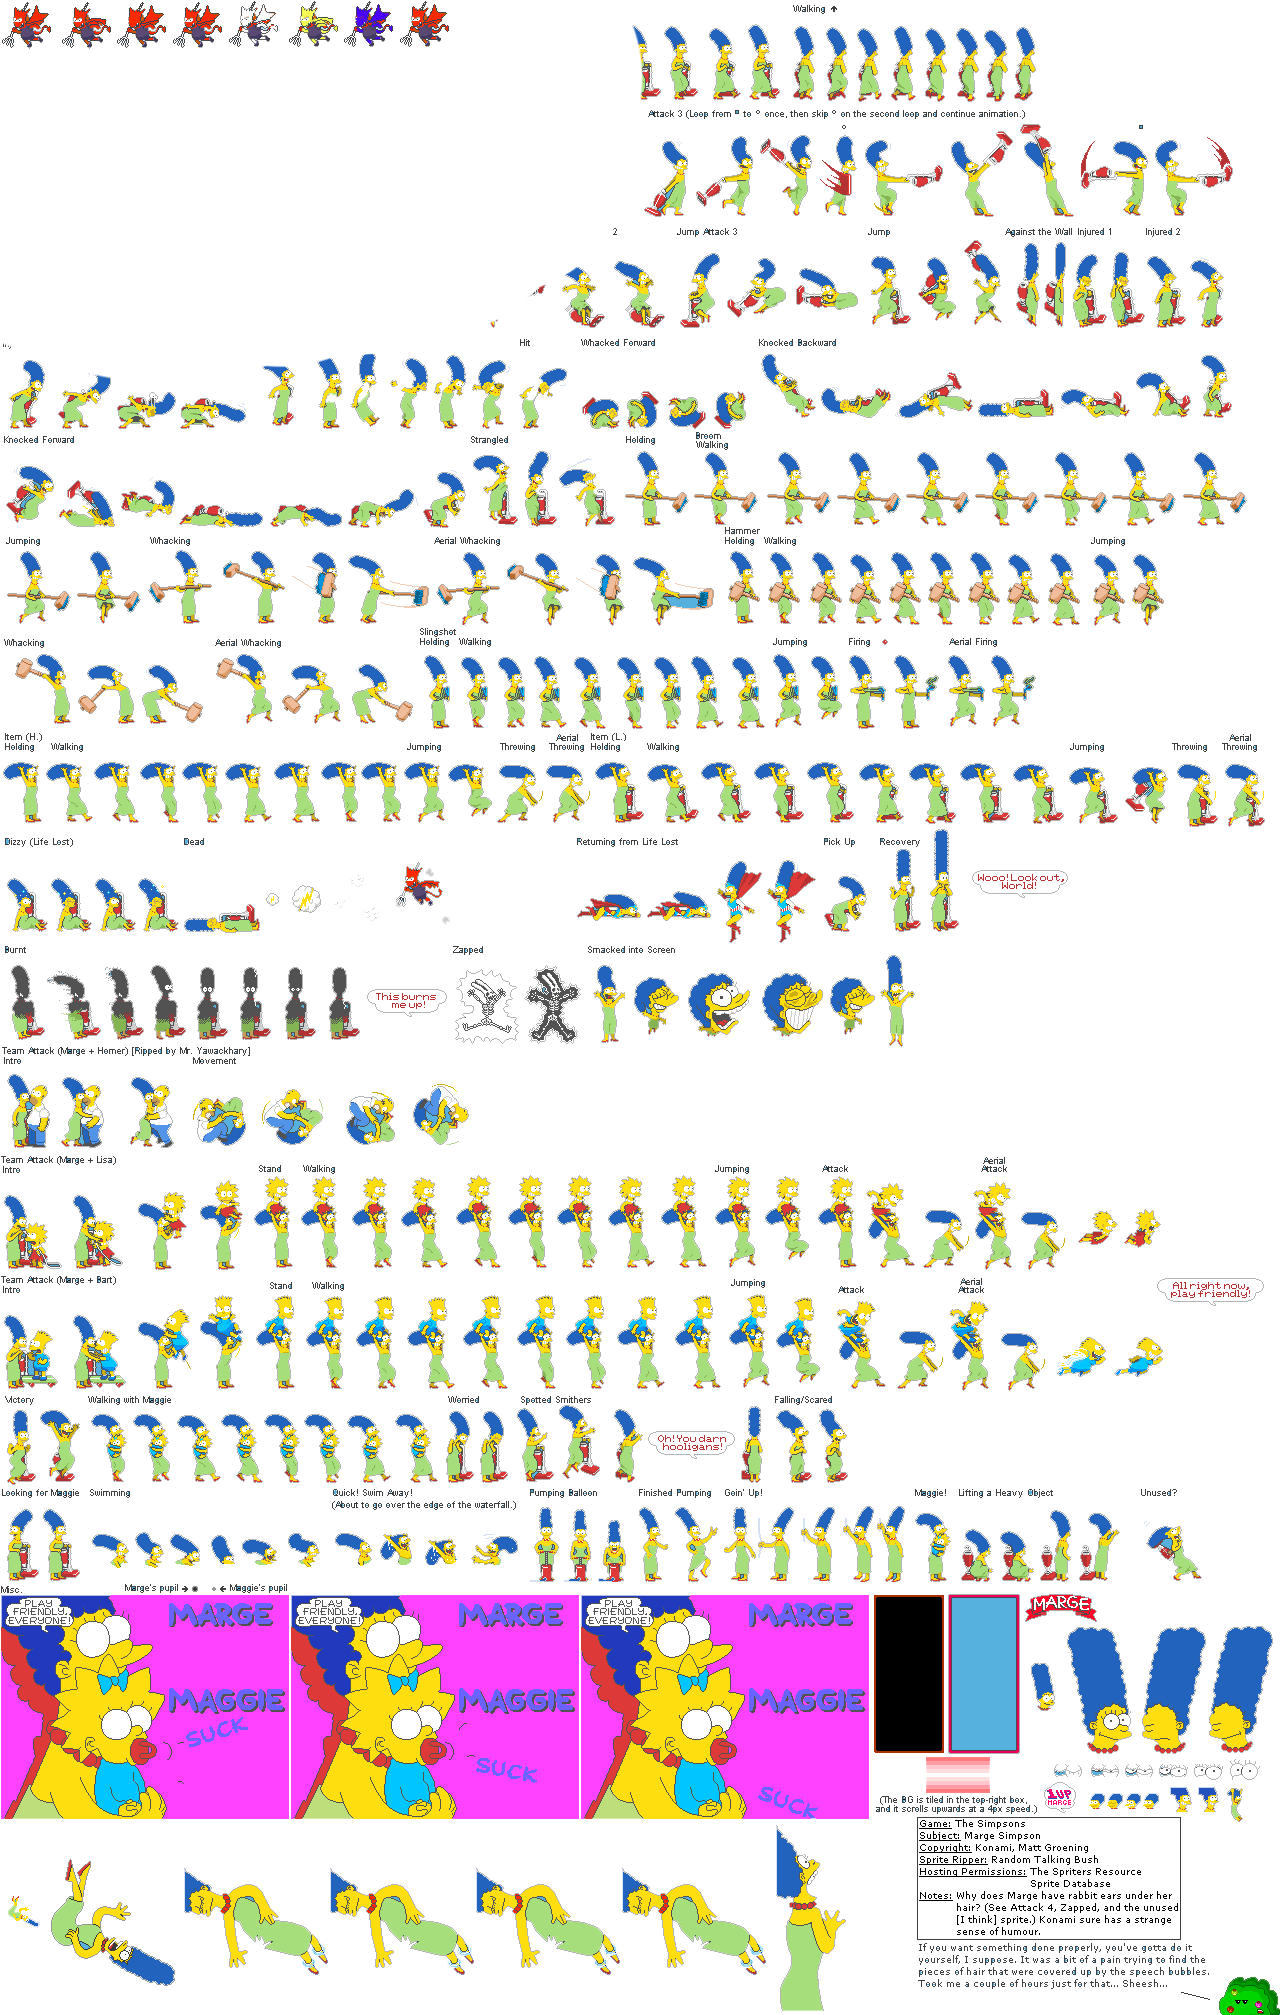 Walking ↑
Attack 3 (Loop from ■ to ○ once, then skip ○ on the second loop and continue animation.)
○ ■
2 Jump Attack 3 Jump Against the Wall Injured 1 Injured 2
Hit Whacked Forward Knocked Backward
Knocked Forward Strangled Holding Broom
Walking
Jumping Whacking Aerial Whacking Hammer
Holding Walking Jumping
Whacking Aerial Whacking Slingshot
Holding Walking Jumping Firing Aerial Firing
Item (H.)
Holding Walking Jumping Throwing Aerial
Throwing Item (L.)
Holding Walking Jumping Throwing Aerial
Throwing
Dizzy (Life Lost) Dead Returning from Life Lost Pick Up Recovery
Wooo! Look out,
World!
Burnt Zapped Smacked into Screen
This burns
me up!
Team Attack (Marge + Homer) [Ripped by Mr. Yawackhary]
Intro Movement
Team Attack (Marge + Lisa)
Intro Stand Walking Jumping Attack Aerial
Attack
Team Attack (Marge + Bart)
Intro Stand Walking Jumping Attack Aerial
Attack
All right now,
play friendly!
Victory Walking with Maggie Worried Spotted Smithers Falling/Scared
Oh! You darn
hooligans!
Looking for Maggie Swimming Quick! Swim Away!
(About to go over the edge of the waterfall.)
Pumping Balloon Finished Pumping Goin' Up! Maggie! Lifting a Heavy Object Unused?
Misc. Marge's pupil → ← Maggie's pupil
PLAY
FRIENDLY,
EVERYONE!
MARGE
MAGGIE
SUCK
PLAY
FRIENDLY,
EVERYONE!
MARGE
MAGGIE
SUCK
PLAY
FRIENDLY,
EVERYONE!
MARGE
MAGGIE
SUCK
MARGE
(The BG is tiled in the top-right box,
and it scrolls upwards at a 4px speed.)
1UP
MARGE
Game: The Simpsons
Subject: Marge Simpson
Copyright: Konami, Matt Groening
Sprite Ripper: Random Talking Bush
Hosting Permissions: The Spriters Resource
Sprite Database
Notes: Why does Marge have rabbit ears under her
hair? (See Attack 4, Zapped, and the unused
[I think] sprite.) Konami sure has a strange
sense of humour.
If you want something done properly, you've gotta do it
yourself, I suppose. It was a bit of a pain trying to find the
pieces of hair that were covered up by the speech bubbles.
Took me a couple of hours just for that... Sheesh...